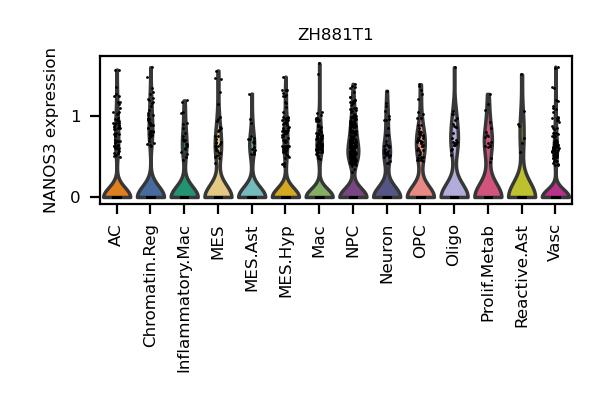 ZH881T1
NANOS3 expression
1
0
AC
Chromatin.Reg
Inflammatory.Mac
MES
MES.Ast
MES.Hyp
Mac
NPC
Neuron
OPC
Oligo
Prolif.Metab
Reactive.Ast
Vasc